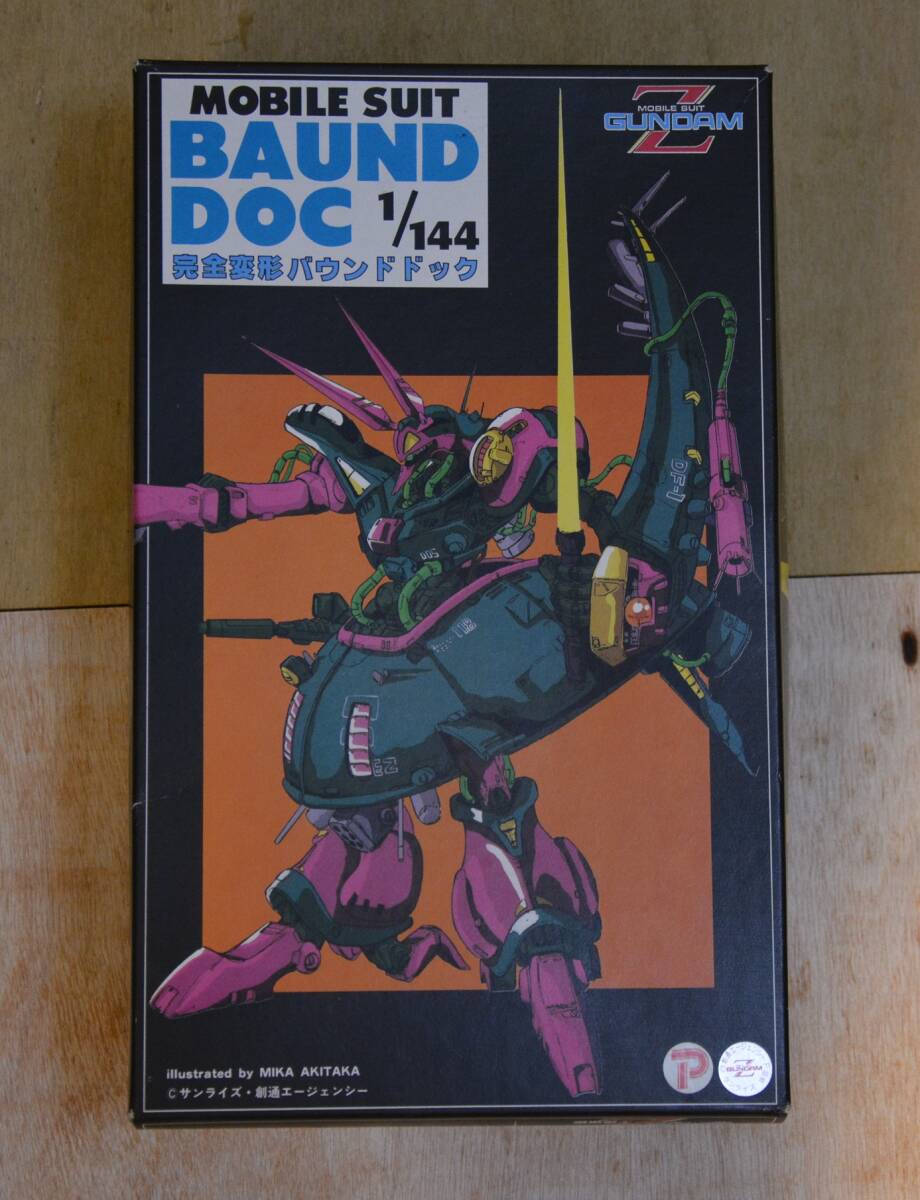 MOBILE SUIT
BAUND
DOC 1/144
完全変形バウンドドック
MOBILE SUIT
Z
GUNDAM
DF-1
illustrated by MIKA AKITAKA
©サンライズ・創通エージェンシー
P
Z
GUNDAM